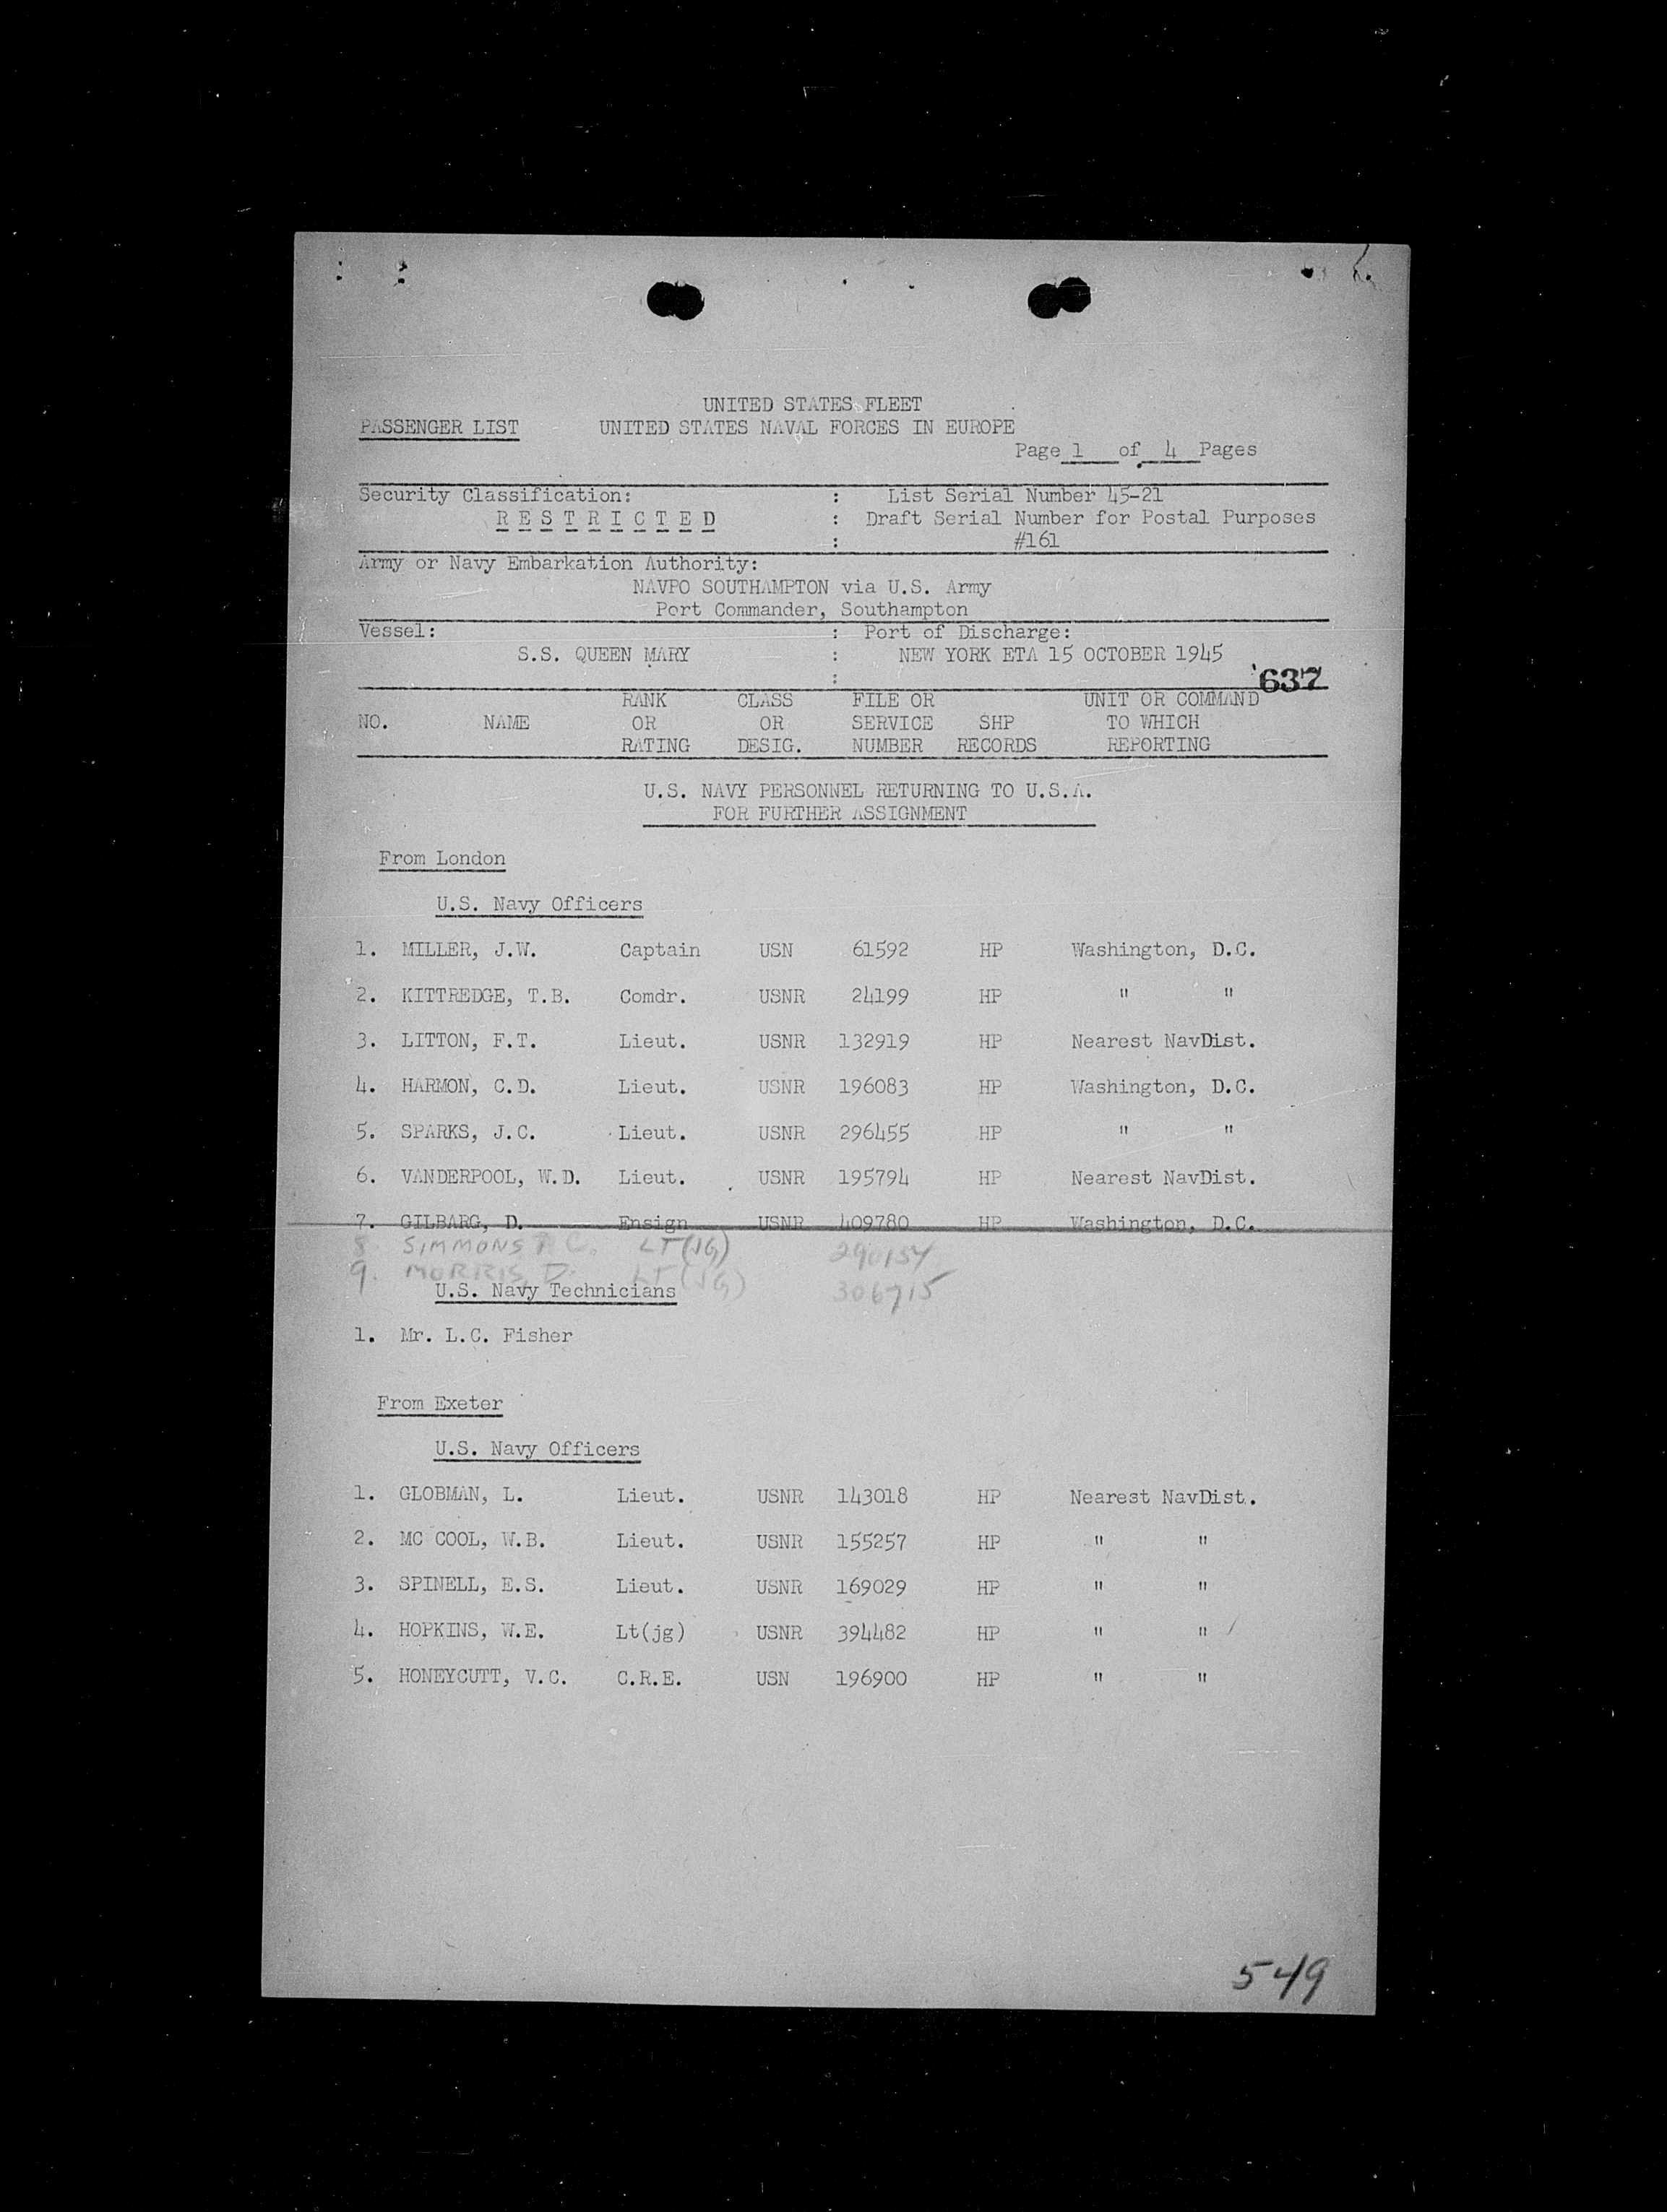 UNITED STATES FLEET
PASSENGER LIST UNITED STATES NAVAL FORCES IN EUROPE
Page 1 of 4 Pages
Security Classification: : List Serial Number 45-21
R E S T R I C T E D : Draft Serial Number for Postal Purposes
: #161
Army or Navy Embarkation Authority:
NAVPO SOUTHAMPTON via U.S. Army
Port Commander, Southampton
Vessel: : Port of Discharge:
S.S. QUEEN MARY : NEW YORK ETA 15 OCTOBER 1945
: 637
RANK CLASS FILE OR UNIT OR COMMAND
NO. NAME OR OR SERVICE SHP TO WHICH
RATING DESIG. NUMBER RECORDS REPORTING
U.S. NAVY PERSONNEL RETURNING TO U.S.A.
FOR FURTHER ASSIGNMENT
From London
U.S. Navy Officers
1. MILLER, J.W. Captain USN 61592 HP Washington, D.C.
2. KITTREDGE, T.B. Comdr. USNR 24199 HP " "
3. LITTON, F.T. Lieut. USNR 132919 HP Nearest NavDist.
4. HARMON, C.D. Lieut. USNR 196083 HP Washington, D.C.
5. SPARKS, J.C. Lieut. USNR 296455 HP " "
6. VANDERPOOL, W.D. Lieut. USNR 195794 HP Nearest NavDist.
7. GILBARG, D. Ensign USNR 409780 HP Washington, D.C.
8 SIMMONS C. LT(JG) 290134
9. MORRIS, D. LT(JG) 306715
U.S. Navy Technicians
1. Mr. L.C. Fisher
From Exeter
U.S. Navy Officers
1. GLOBMAN, L. Lieut. USNR 143018 HP Nearest NavDist.
2. MC COOL, W.B. Lieut. USNR 155257 HP " "
3. SPINELL, E.S. Lieut. USNR 169029 HP " "
4. HOPKINS, W.E. Lt(jg) USNR 394482 HP " "
5. HONEYCUTT, V.C. C.R.E. USN 196900 HP " "
549